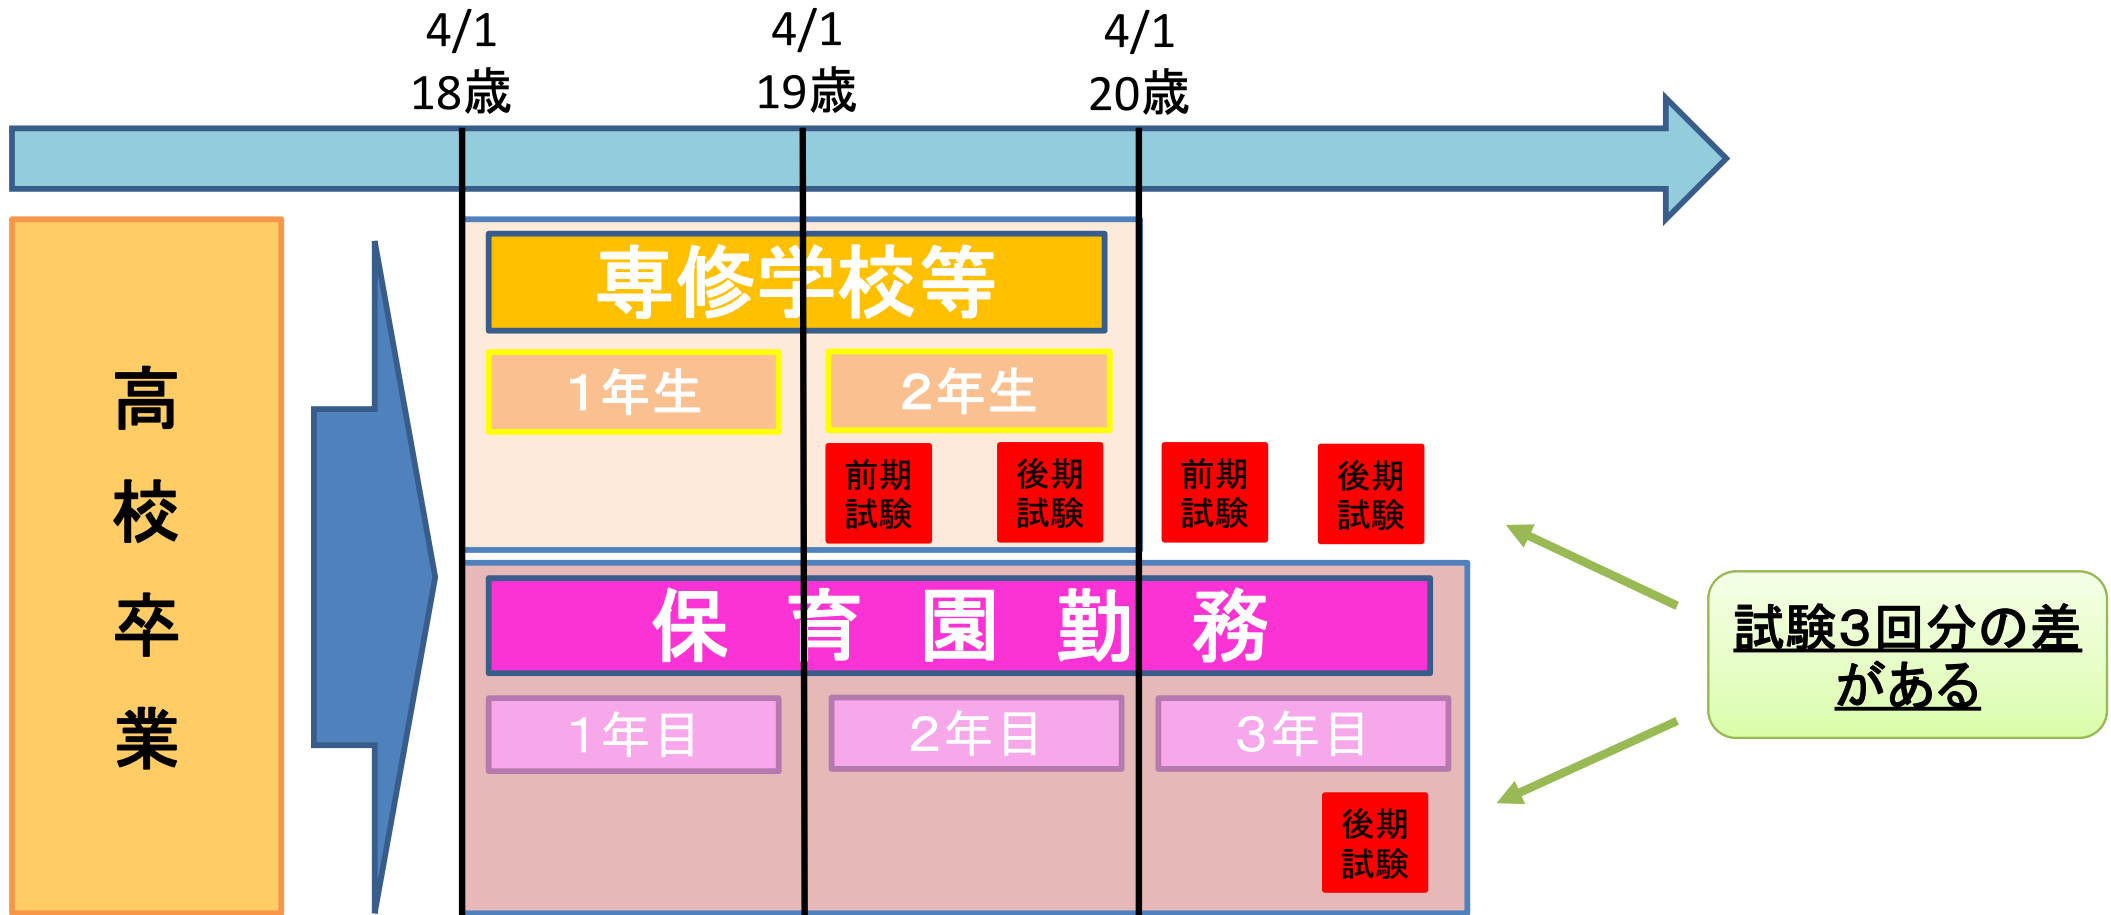 4/1
18歳
4/1
19歳
4/1
20歳
高校卒業
専修学校等
1年生
2年生
前期
試験
後期
試験
前期
試験
後期
試験
保育園勤務
1年目
2年目
3年目
後期
試験
試験3回分の差
がある